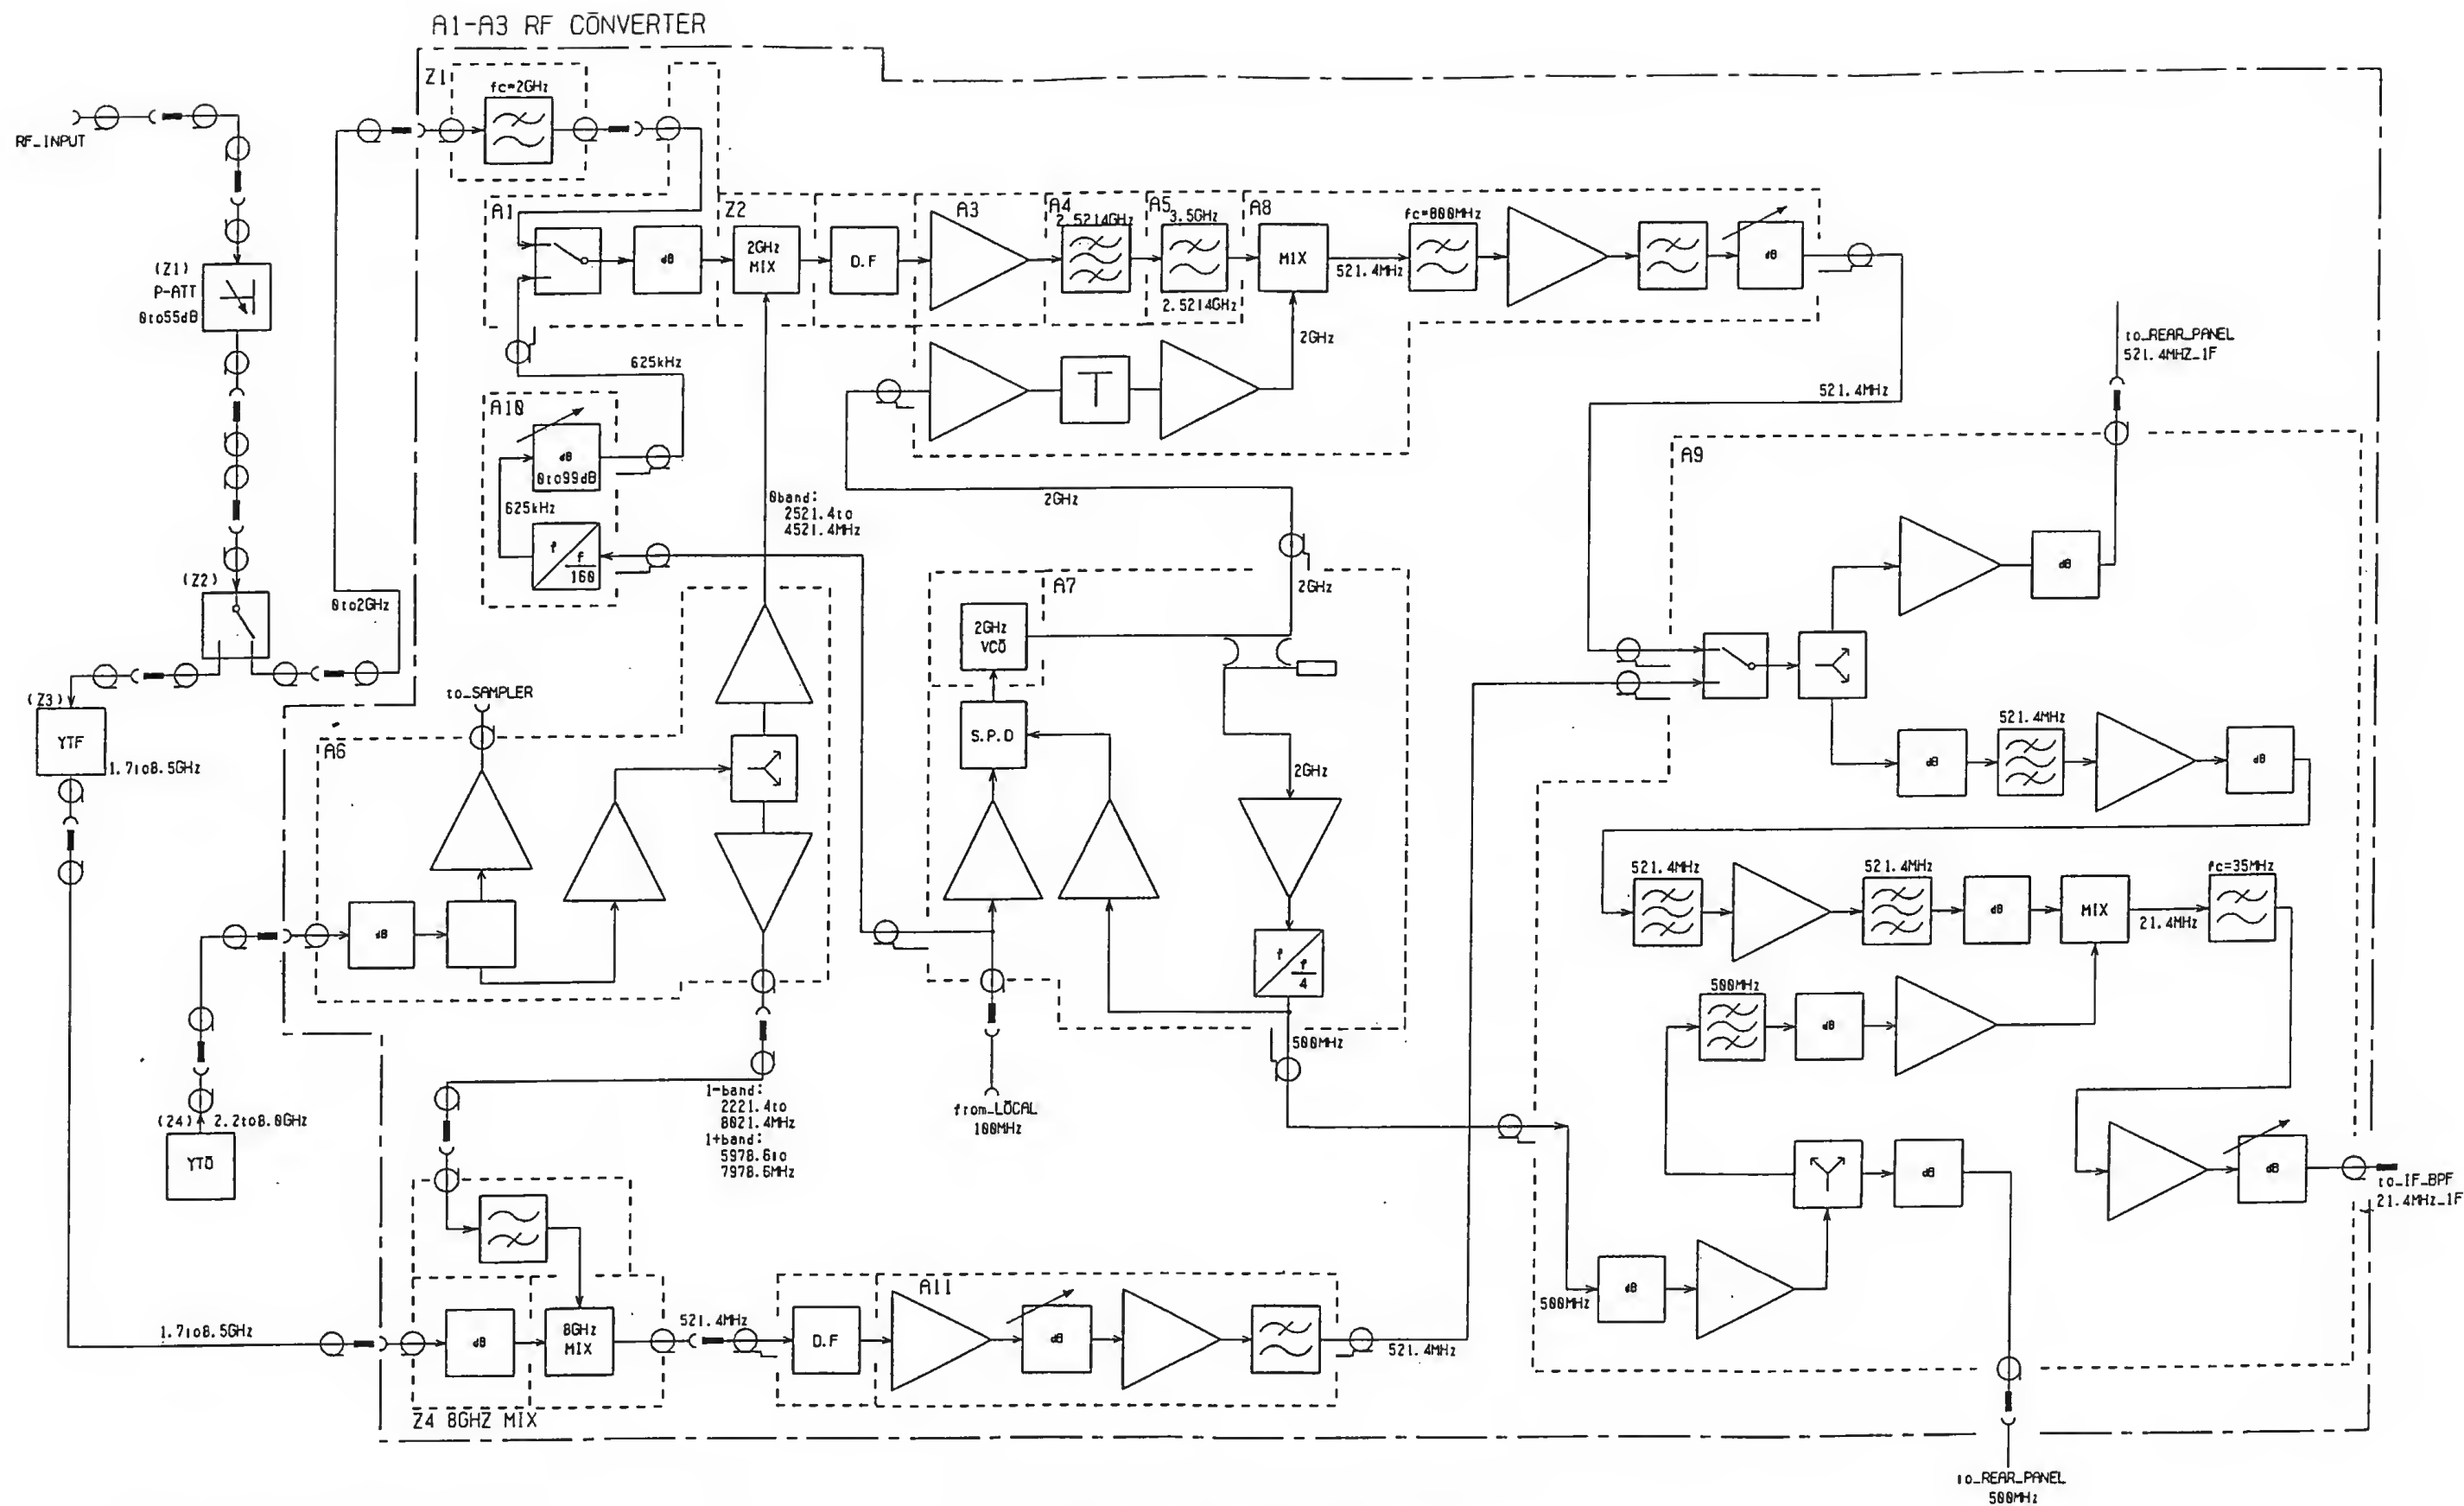 A1-A3 RF CŌNVERTER
Z1
fc=2GHz
RF_INPUT
(Z1)
P-ATT
0to55dB
(Z2)
0to2GHz
(Z3)
YTF
1.7to8.5GHz
(Z4)
2.2to8.0GHz
YTŌ
A1
dB
Z2
2GHz
MIX
D.F
A3
A4
2.5214GHz
A5
3.5GHz
2.5214GHz
A8
MIX
521.4MHz
fc=800MHz
dB
2GHz
625kHz
A10
dB
0to99dB
625kHz
f
f
160
0band:
2521.4to
4521.4MHz
2GHz
521.4MHz
to_REAR_PANEL
521.4MHZ_IF
A9
dB
521.4MHz
dB
dB
to_SAMPLER
A6
dB
A7
2GHz
VCŌ
2GHz
S.P.D
2GHz
f
f
4
500MHz
from_LŌCAL
100MHz
1-band:
2221.4to
8021.4MHz
1+band:
5978.6to
7978.6MHz
521.4MHz
521.4MHz
dB
MIX
21.4MHz
fc=35MHz
500MHz
dB
dB
dB
to_IF_BPF
21.4MHz_IF
500MHz
dB
1.7to8.5GHz
dB
8GHz
MIX
Z4 8GHZ MIX
521.4MHz
D.F
A11
dB
521.4MHz
to_REAR_PANEL
500MHz